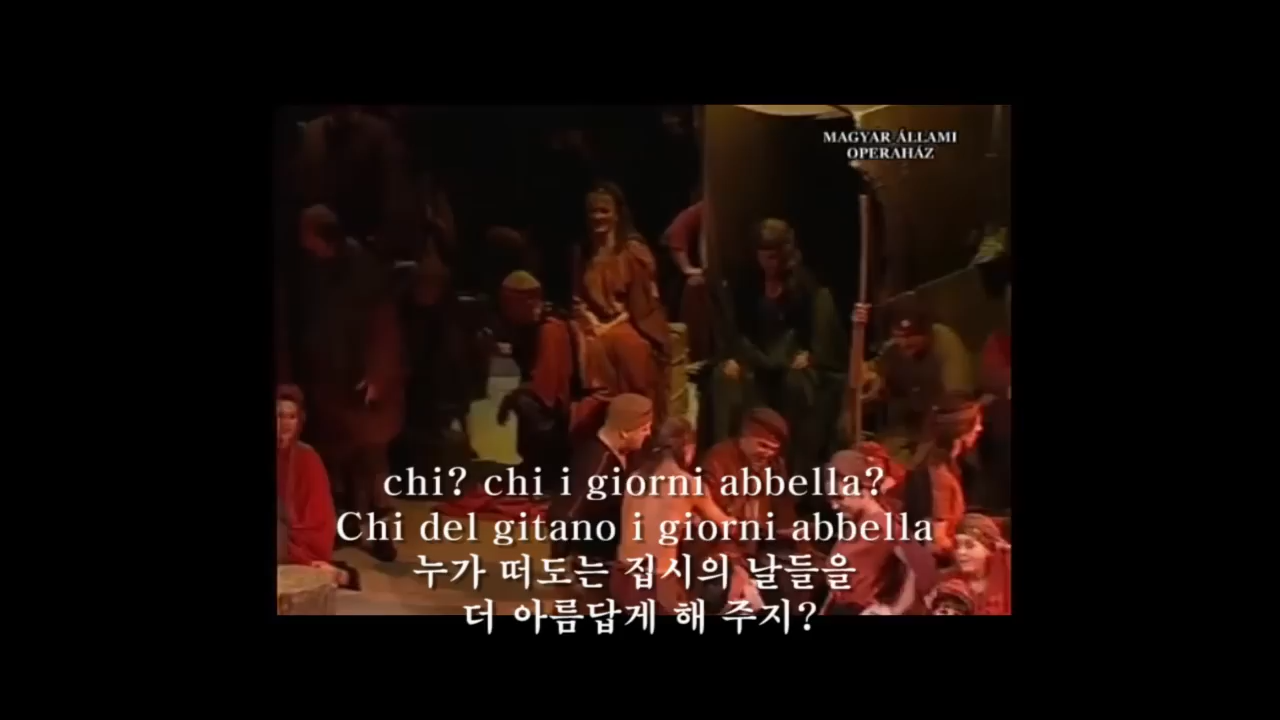 MAGYAR ÁLLAMI
OPERAHÁZ
chi? chi i giorni abbella?
Chi del gitano i giorni abbella
누가 떠도는 집시의 날들을
더 아름답게 해 주지?